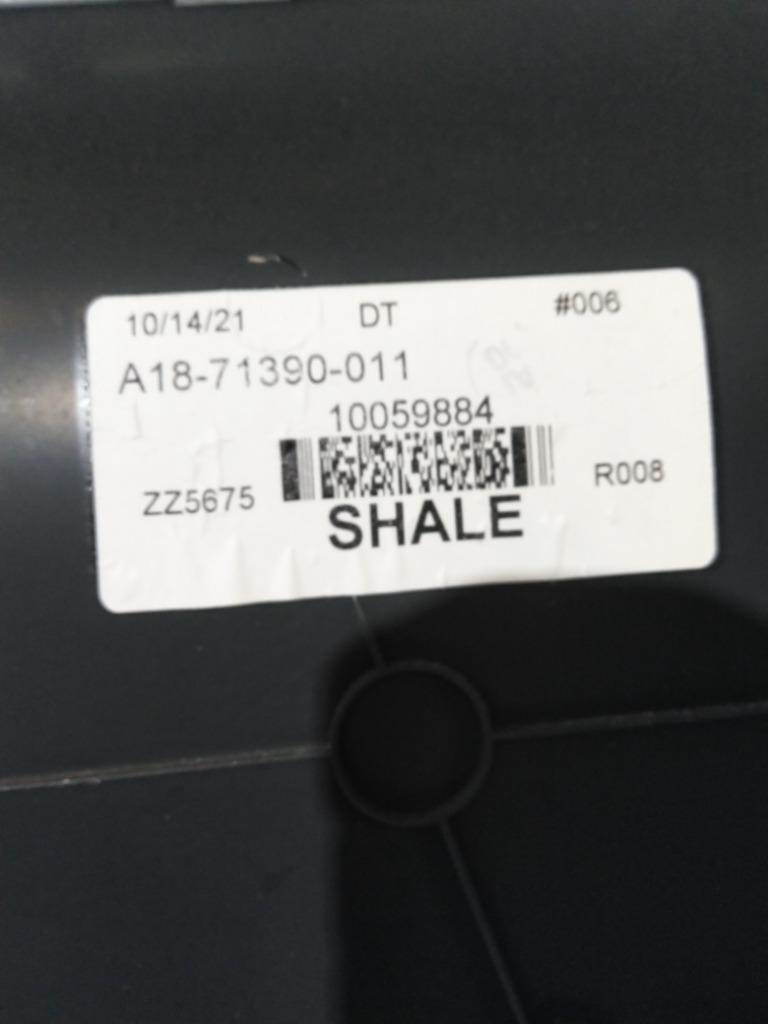 10/14/21 DT #006
A18-71390-011
10059884
ZZ5675 R008
SHALE